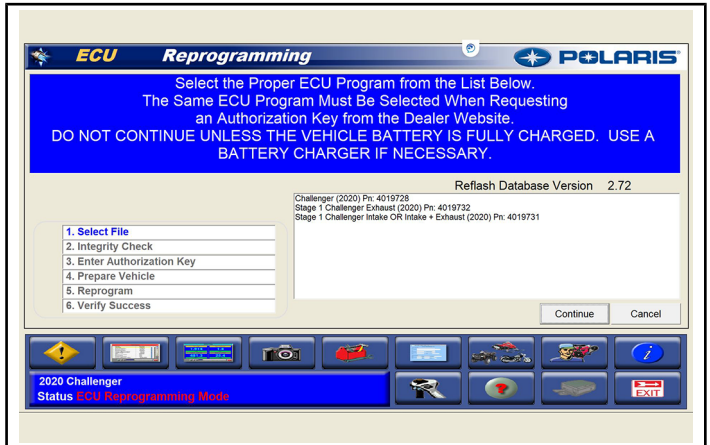 ECU Reprogramming
POLARIS
Select the Proper ECU Program from the List Below.
The Same ECU Program Must Be Selected When Requesting
an Authorization Key from the Dealer Website.
DO NOT CONTINUE UNLESS THE VEHICLE BATTERY IS FULLY CHARGED. USE A
BATTERY CHARGER IF NECESSARY.
Reflash Database Version 2.72
Challenger (2020) Pn: 4019728
Stage 1 Challenger Exhaust (2020) Pn: 4019732
Stage 1 Challenger Intake OR Intake + Exhaust (2020) Pn: 4019731
1. Select File
2. Integrity Check
3. Enter Authorization Key
4. Prepare Vehicle
5. Reprogram
6. Verify Success
Continue
Cancel
2020 Challenger
Status ECU Reprogramming Mode
EXIT